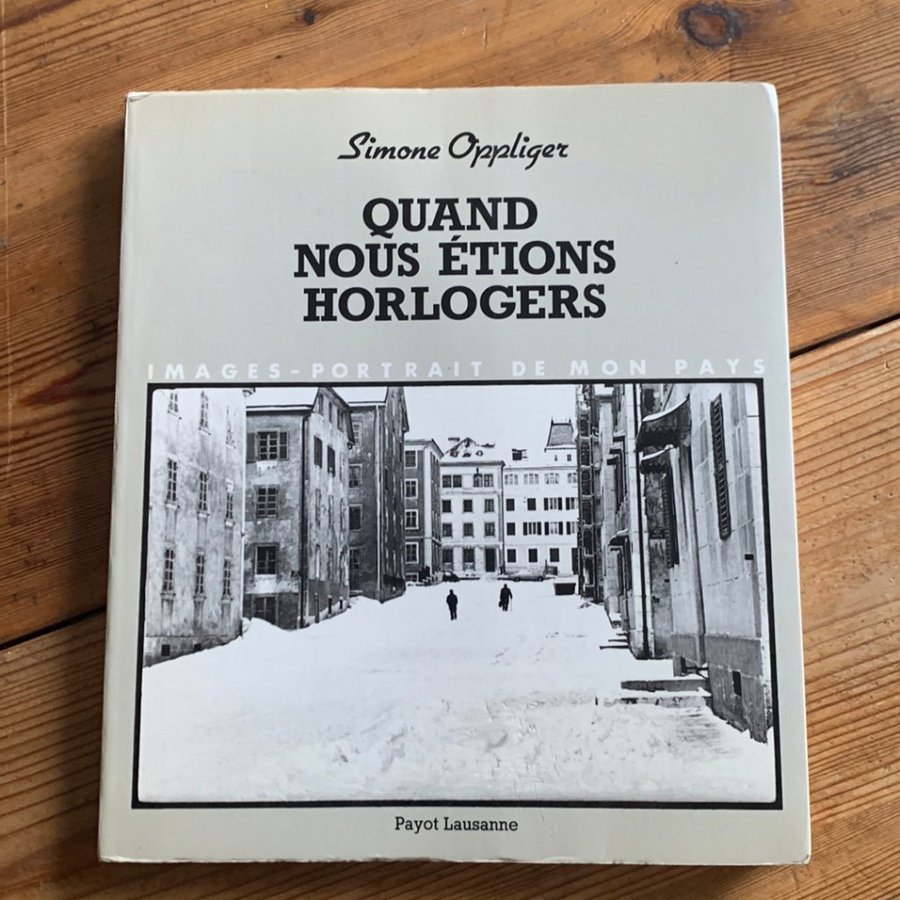 Simone Oppliger
QUAND
NOUS ÉTIONS
HORLOGERS
IMAGES-PORTRAIT DE MON PAYS
Payot Lausanne